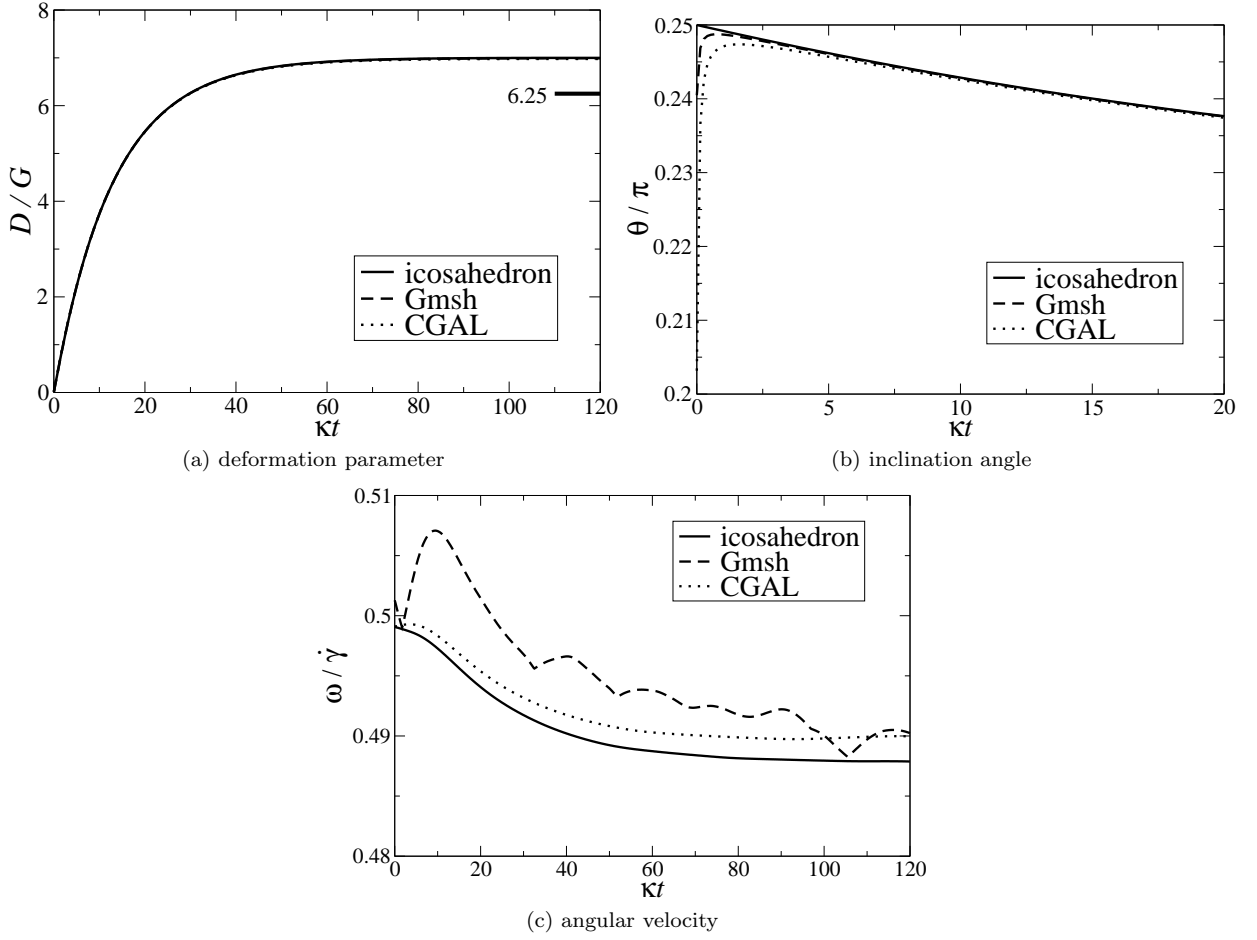 8
6
4
2
0
D / G
6.25
icosahedron
Gmsh
CGAL
0 20 40 60 80 100 120
κt
(a) deformation parameter
0.25
0.24
0.23
0.22
0.21
0.2
θ / π
icosahedron
Gmsh
CGAL
0 5 10 15 20
κt
(b) inclination angle
0.51
0.5
0.49
0.48
ω / γ̇
icosahedron
Gmsh
CGAL
0 20 40 60 80 100 120
κt
(c) angular velocity